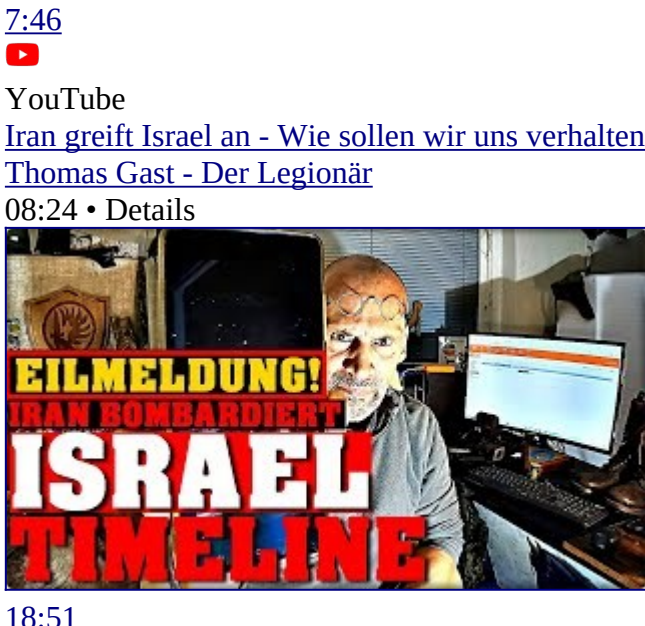 7:46
YouTube
Iran greift Israel an - Wie sollen wir uns verhalten
Thomas Gast - Der Legionär
08:24 • Details
EILMELDUNG!
IRAN BOMBARDIERT
ISRAEL
TIMELINE
18:51